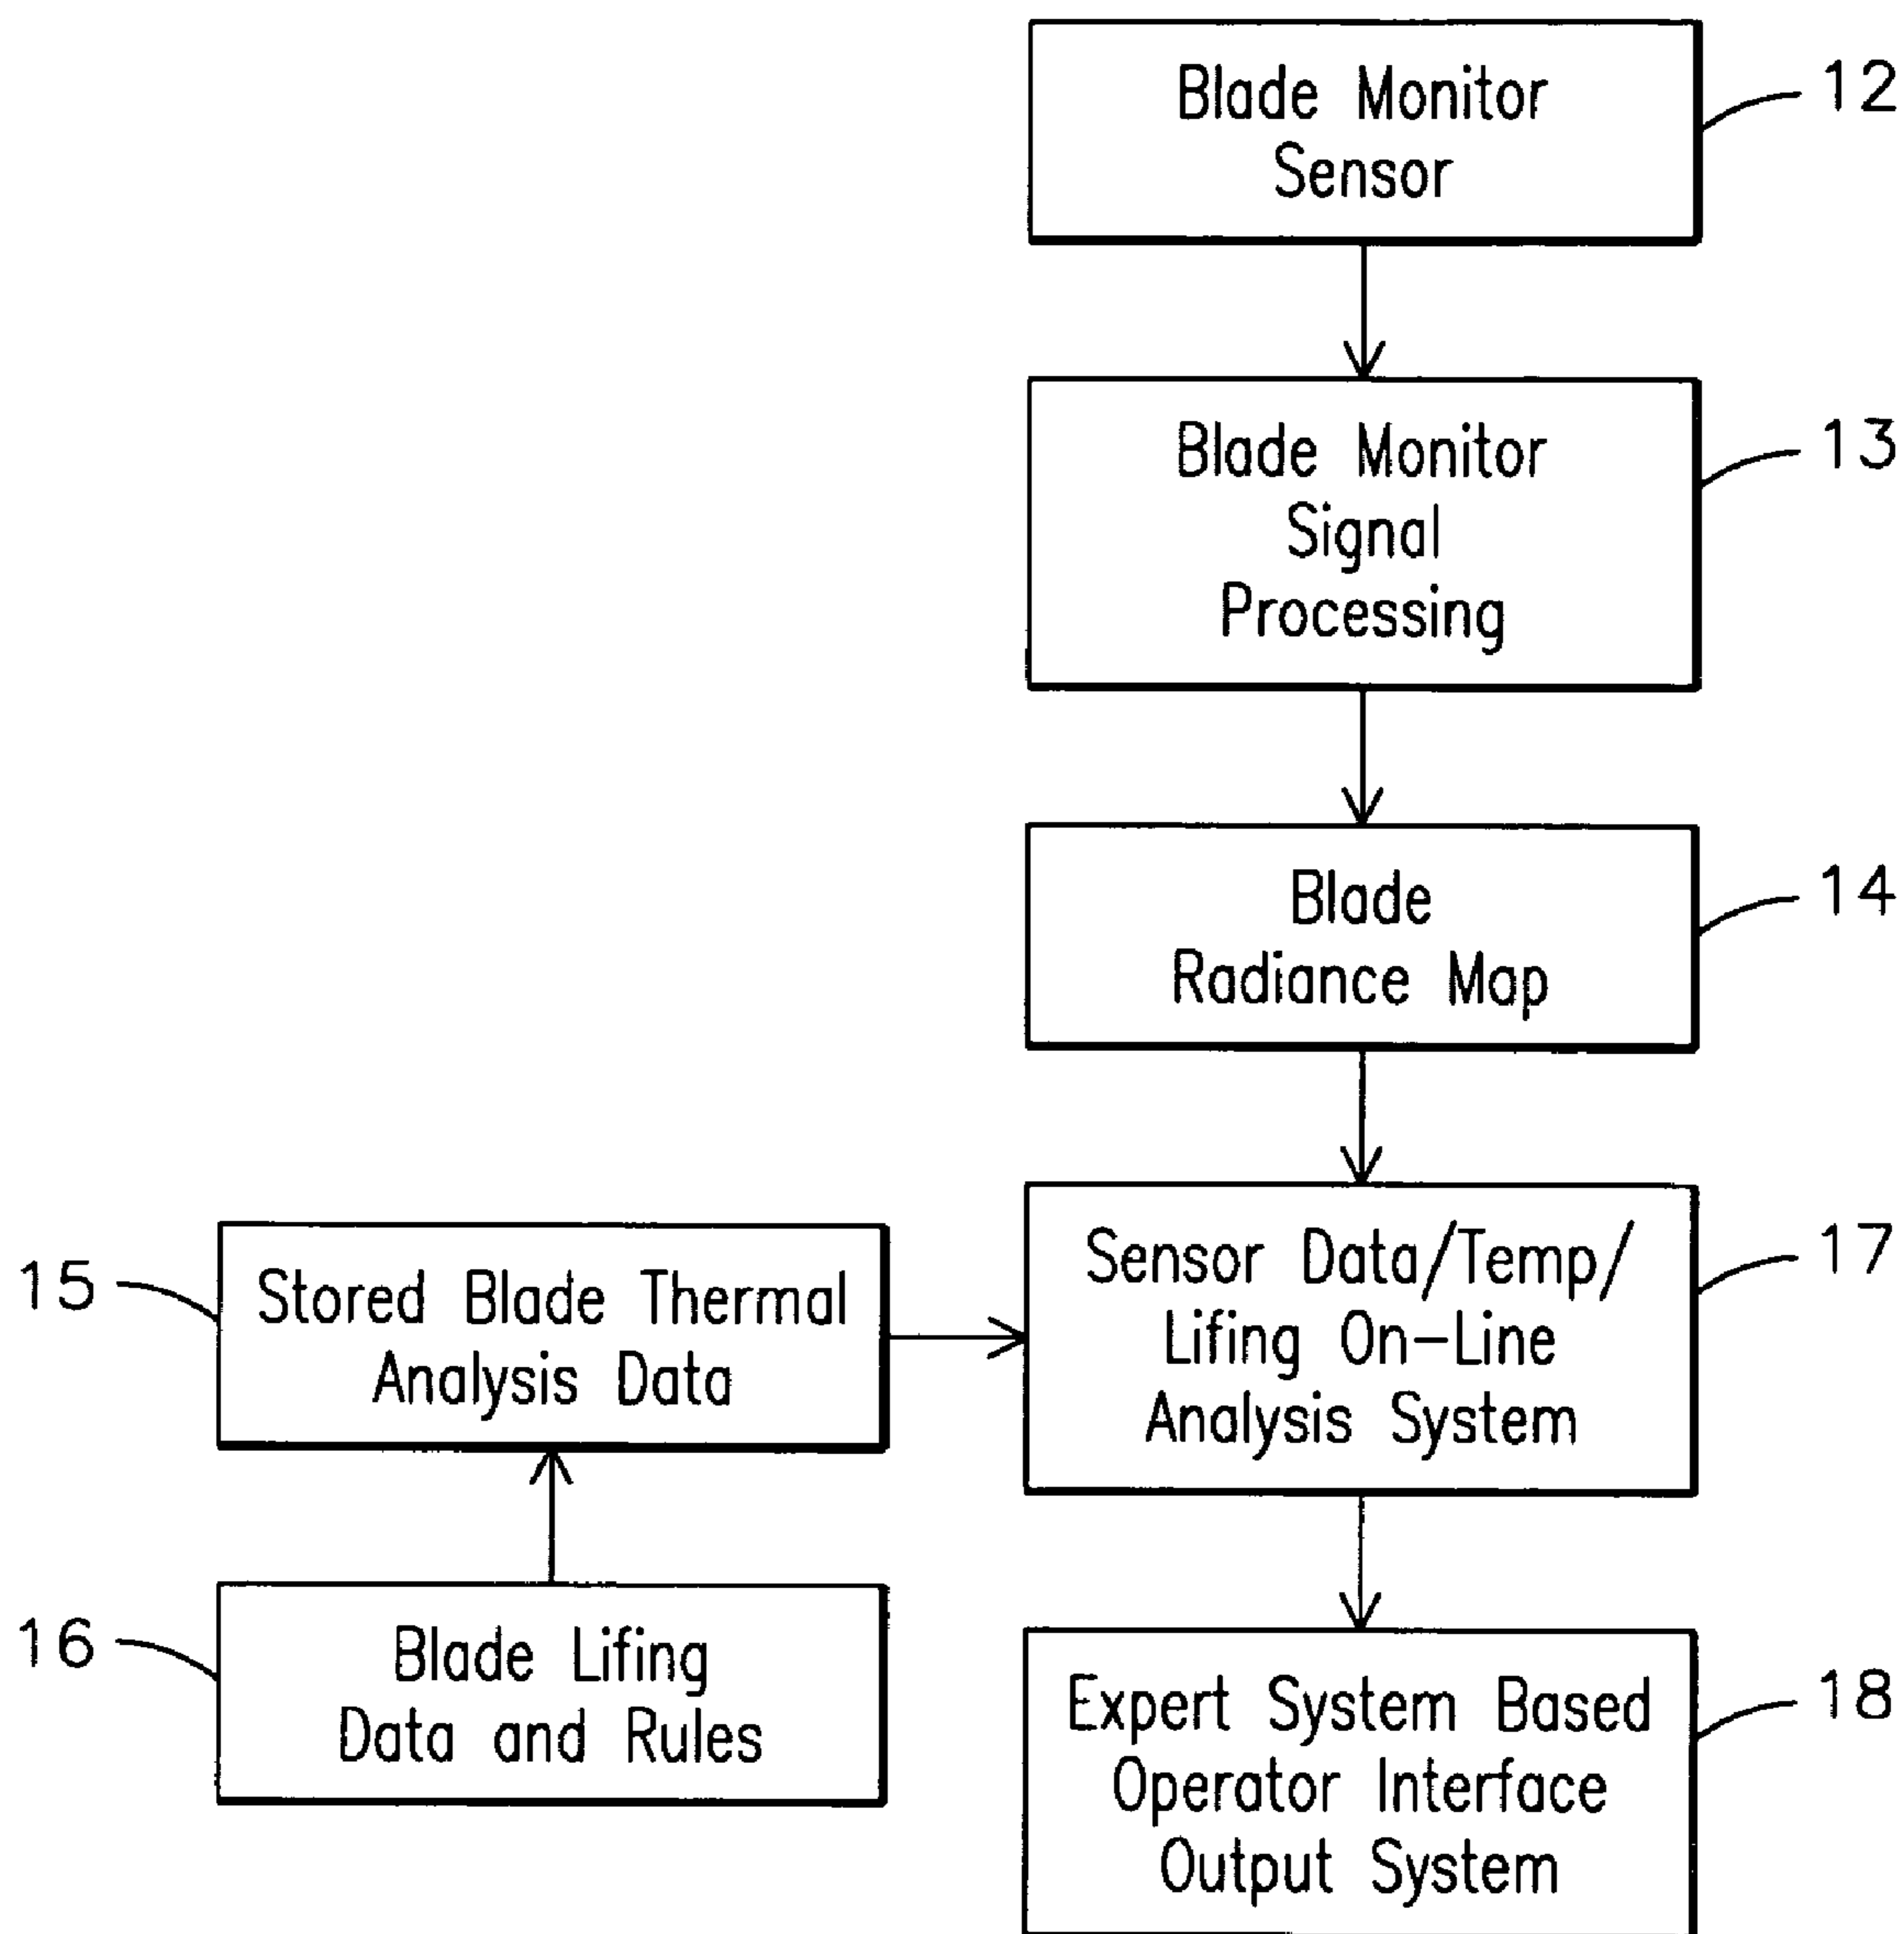 Blade Monitor
Sensor
12
Blade Monitor
Signal
Processing
13
Blade
Radiance Map
14
15
Stored Blade Thermal
Analysis Data
Sensor Data/Temp/
Lifing On-Line
Analysis System
17
16
Blade Lifing
Data and Rules
Expert System Based
Operator Interface
Output System
18